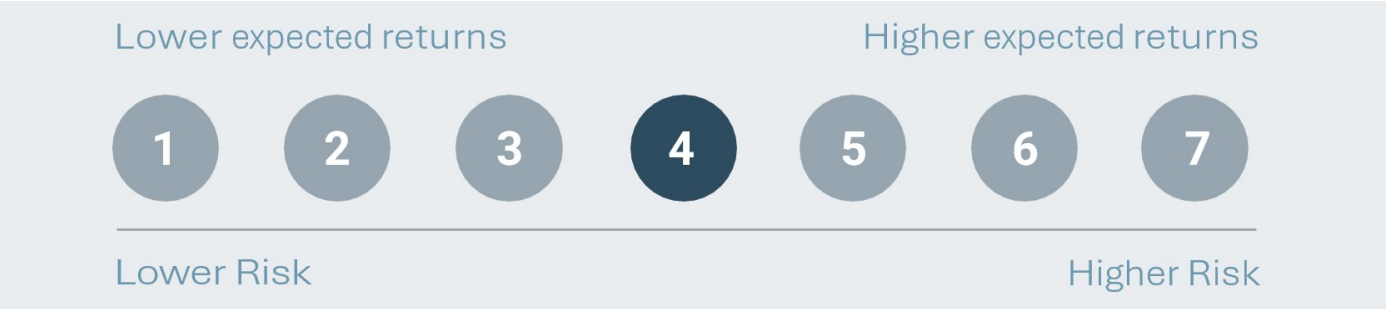 Lower expected returns Higher expected returns
1 2 3 4 5 6 7
Lower Risk Higher Risk